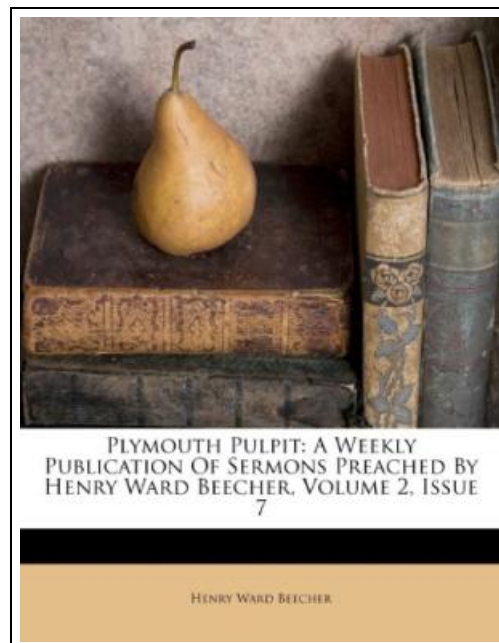 Plymouth Pulpit: A Weekly
Publication Of Sermons Preached By
Henry Ward Beecher, Volume 2, Issue
7
Henry Ward Beecher